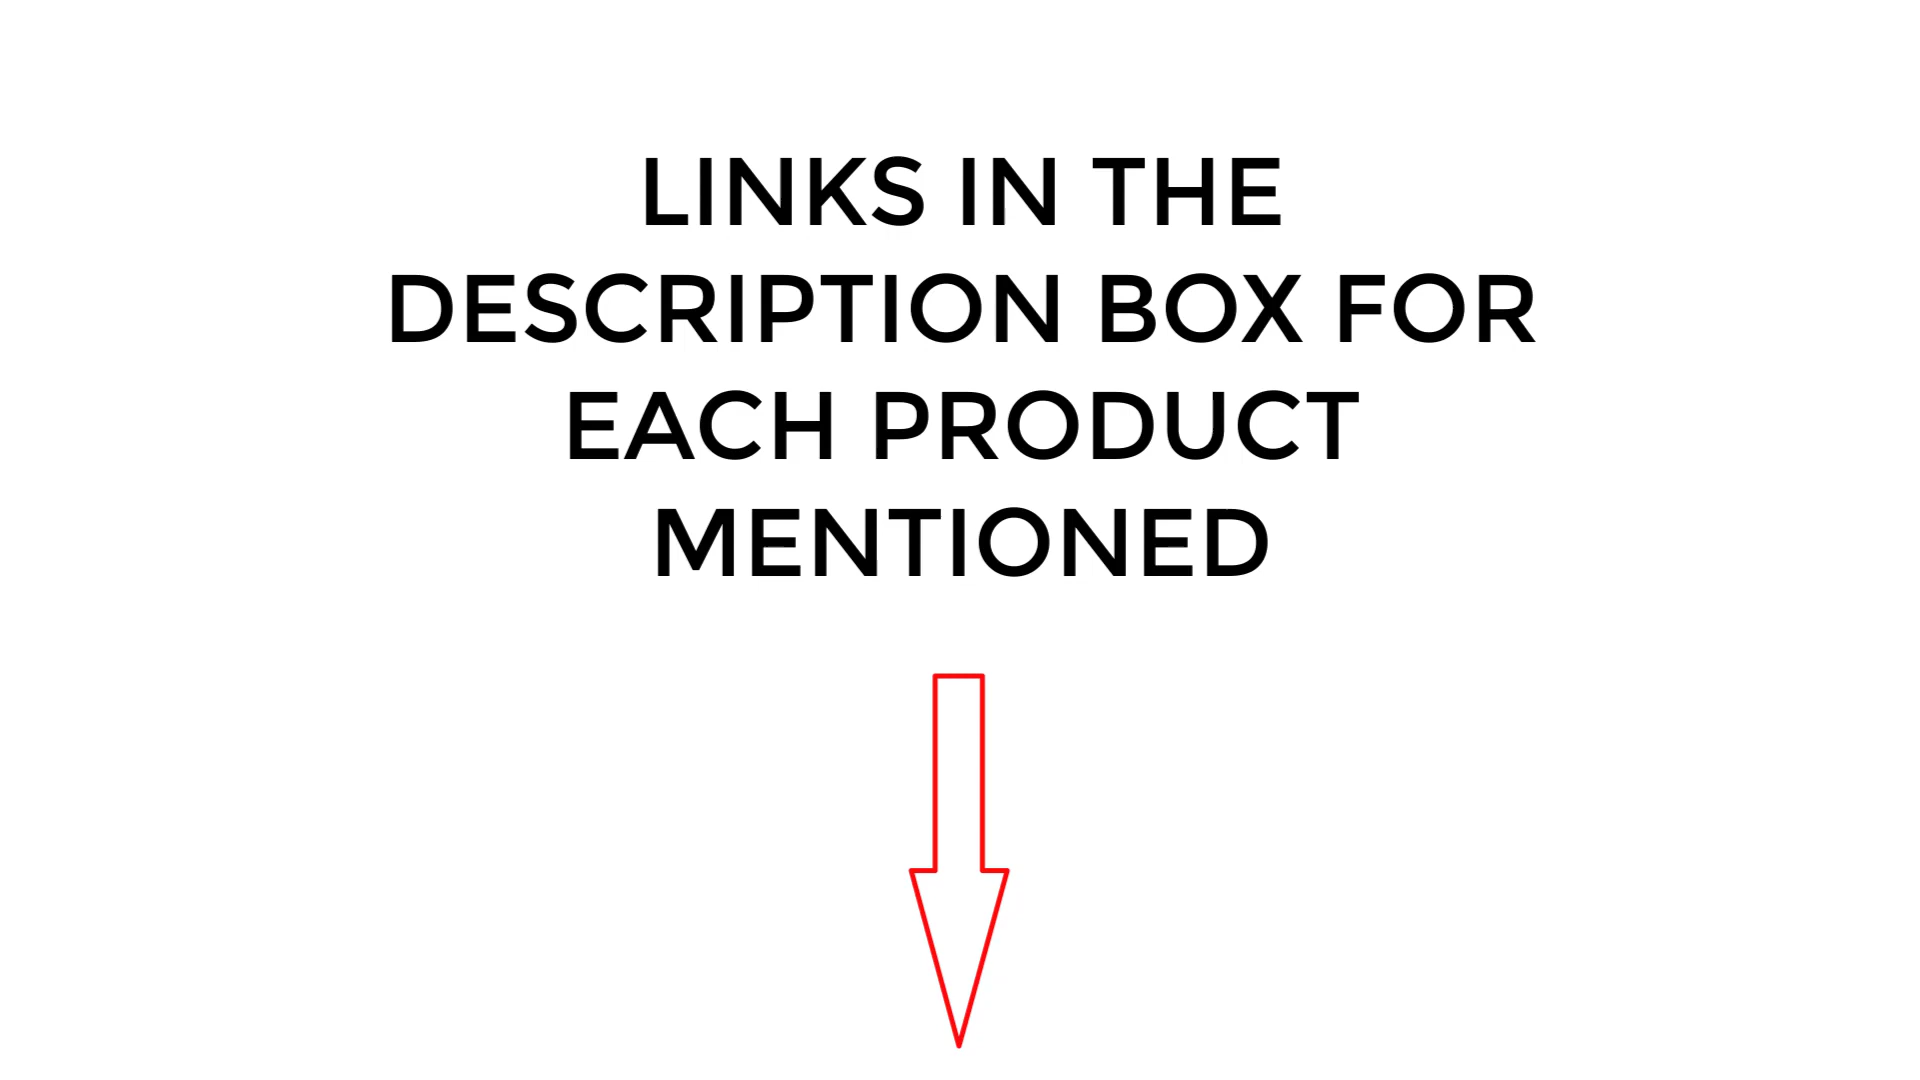 LINKS IN THE
DESCRIPTION BOX FOR
EACH PRODUCT
MENTIONED